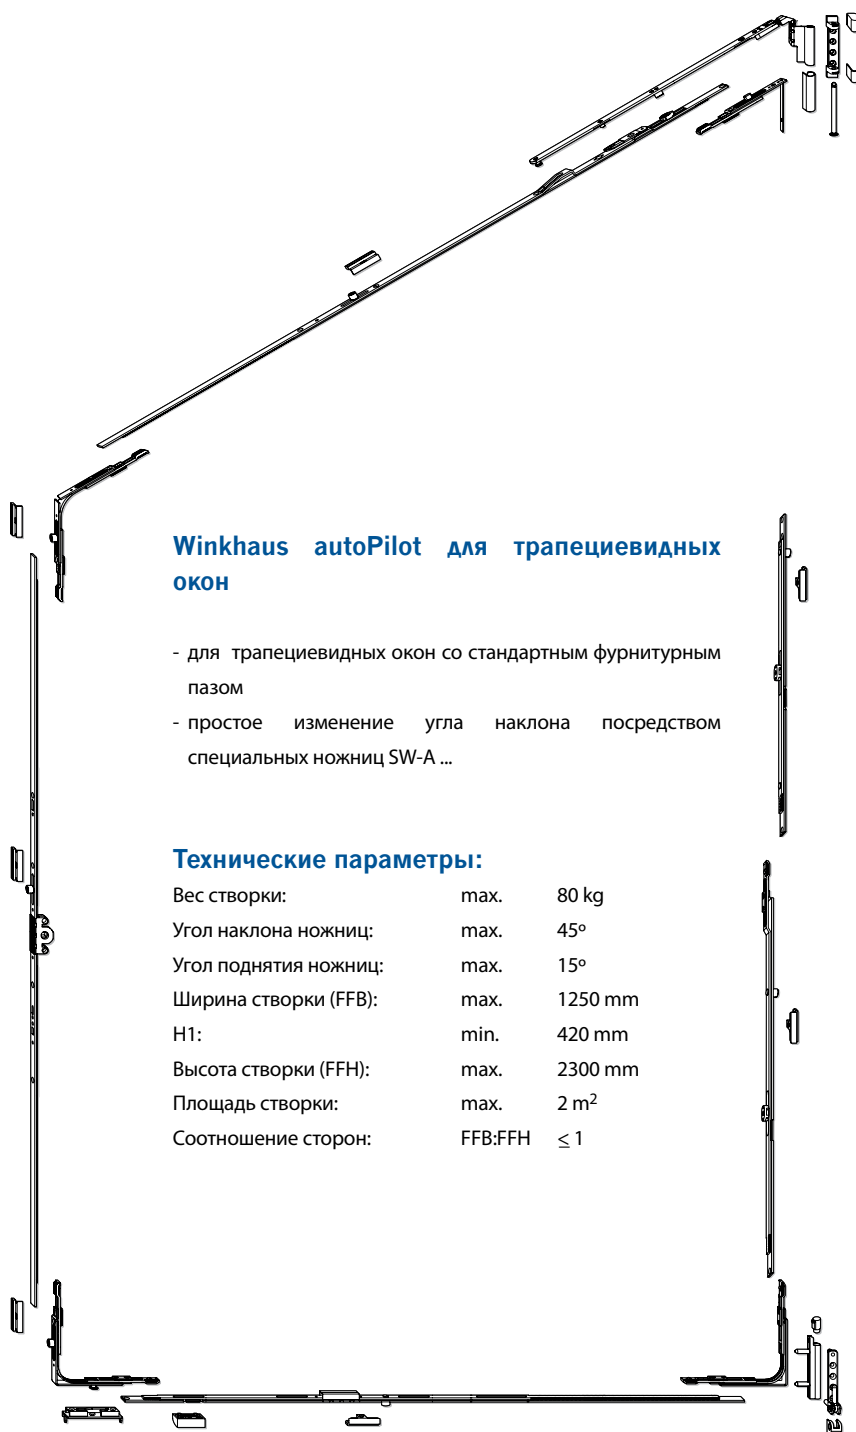 Winkhaus autoPilot для трапециевидных
окон
- для трапециевидных окон со стандартным фурнитурным
пазом
- простое изменение угла наклона посредством
специальных ножниц SW-A ...
Технические параметры:
Вес створки: max. 80 kg
Угол наклона ножниц: max. 45º
Угол поднятия ножниц: max. 15º
Ширина створки (FFB): max. 1250 mm
H1: min. 420 mm
Высота створки (FFH): max. 2300 mm
Площадь створки: max. 2 m²
Соотношение сторон: FFB:FFH ≤ 1